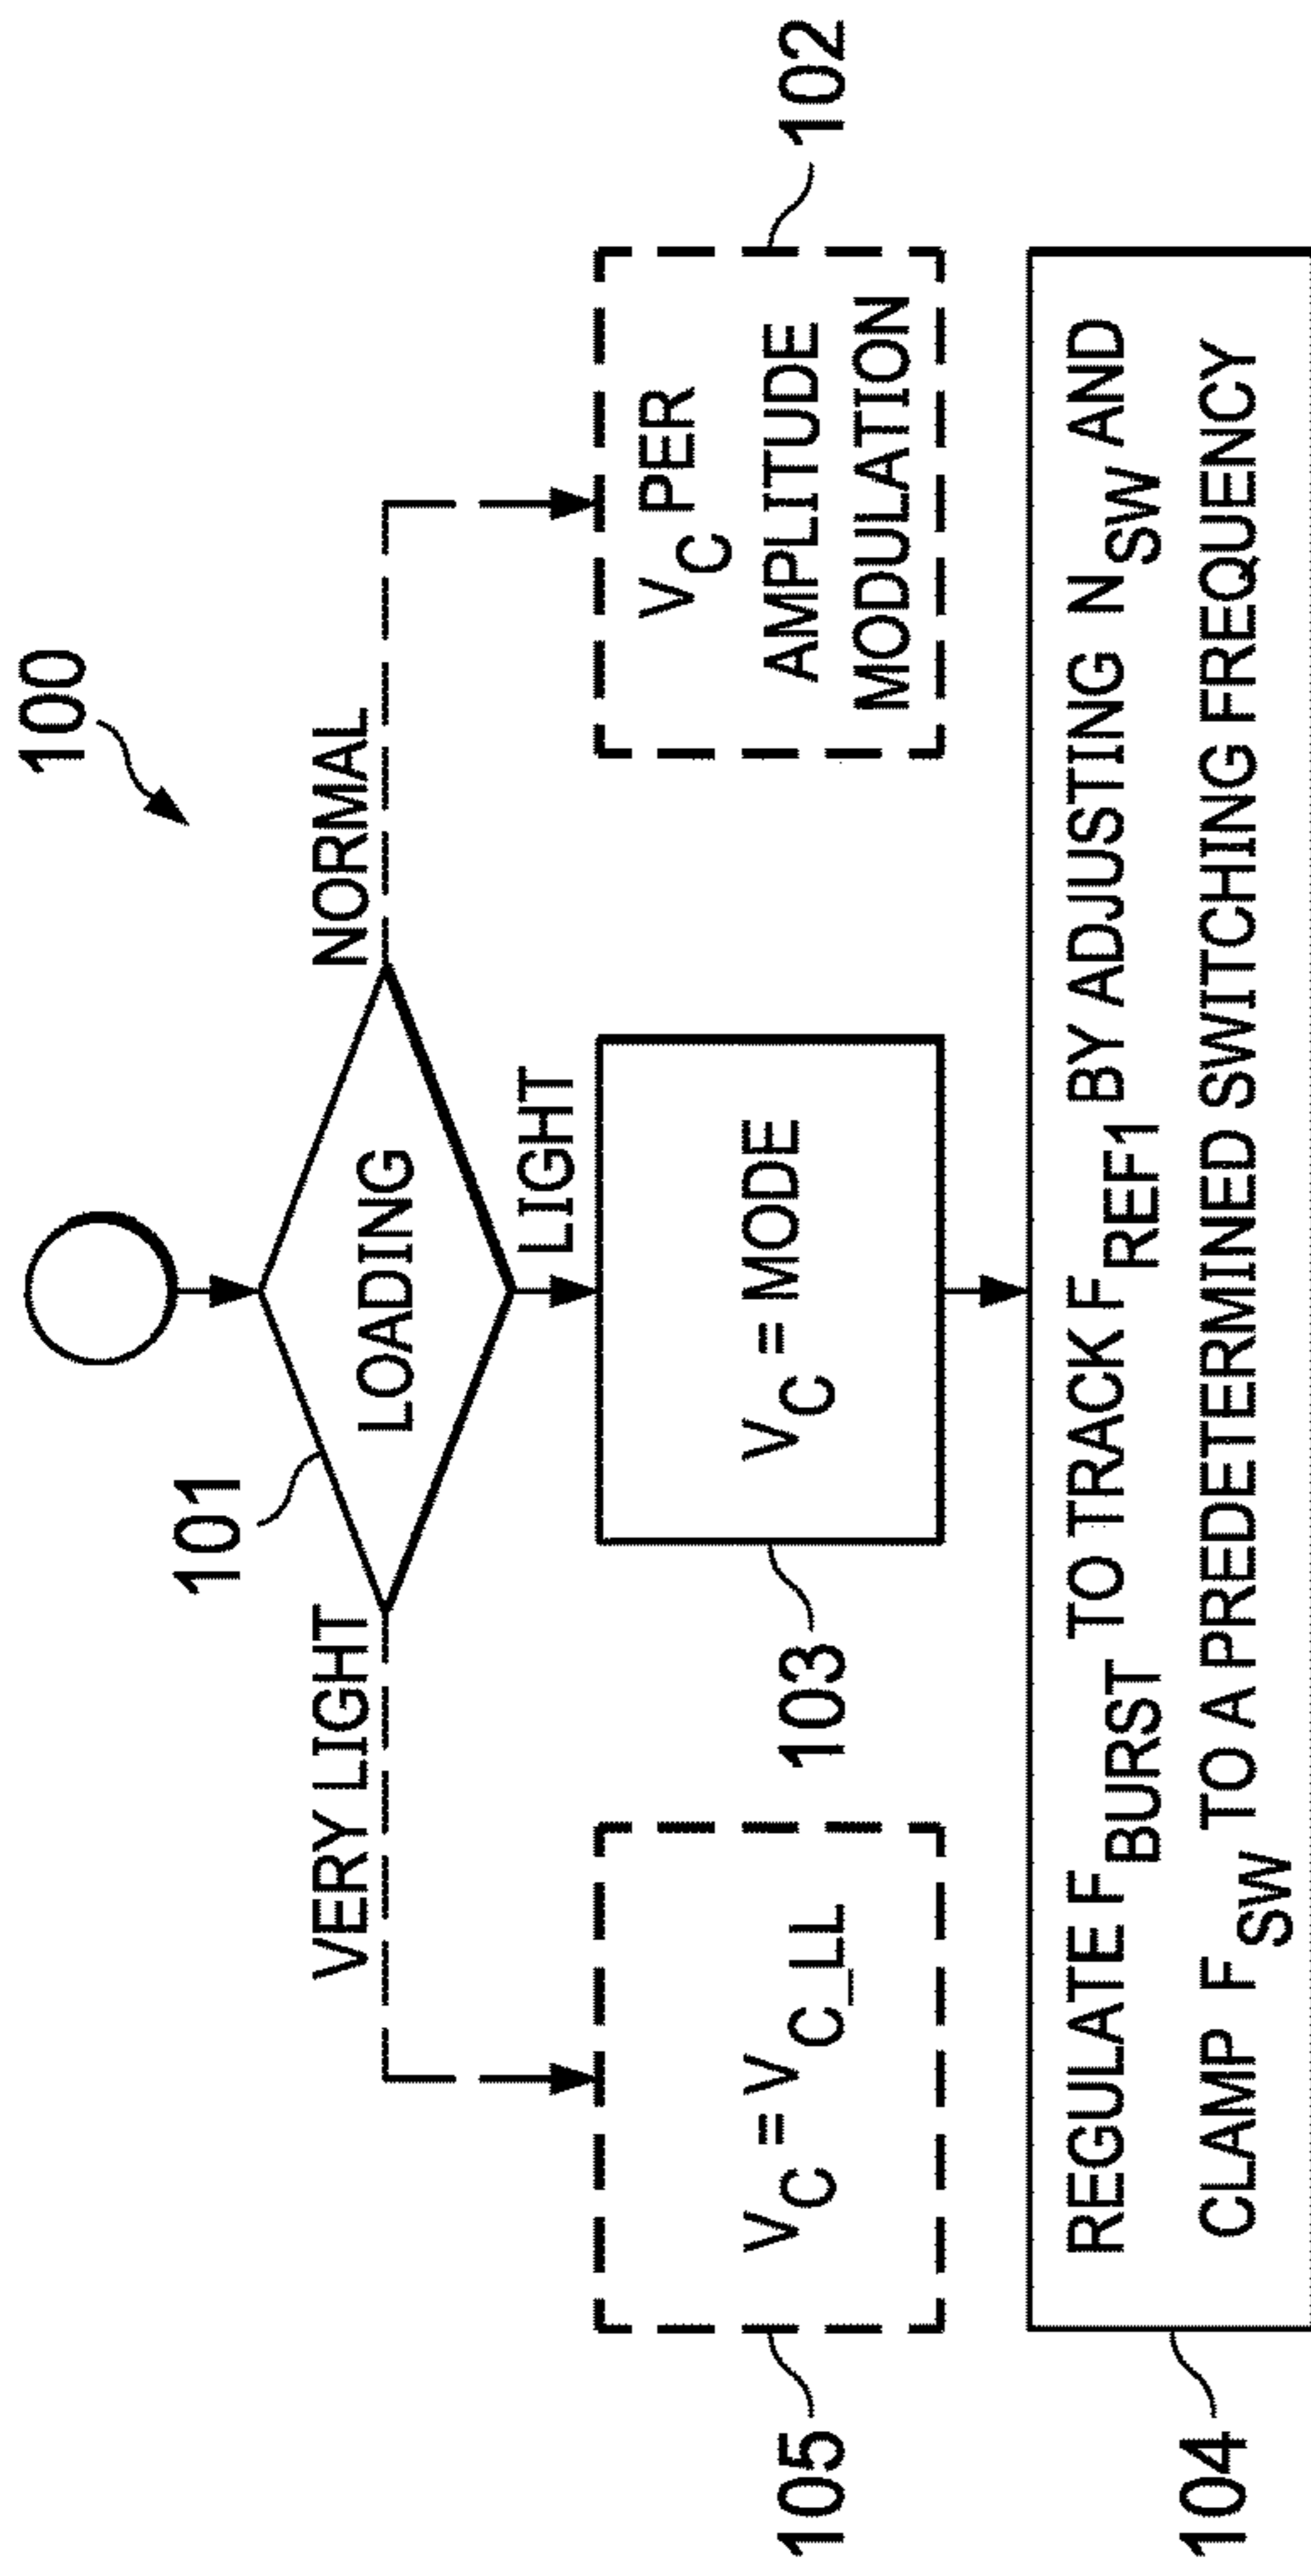 100
101
LOADING
VERY LIGHT
NORMAL
LIGHT
105
V_C = V_C_LL
103
V_C = MODE
V_C PER
AMPLITUDE
MODULATION
102
104
REGULATE F_BURST TO TRACK F_REF1 BY ADJUSTING N_SW AND
CLAMP F_SW TO A PREDETERMINED SWITCHING FREQUENCY